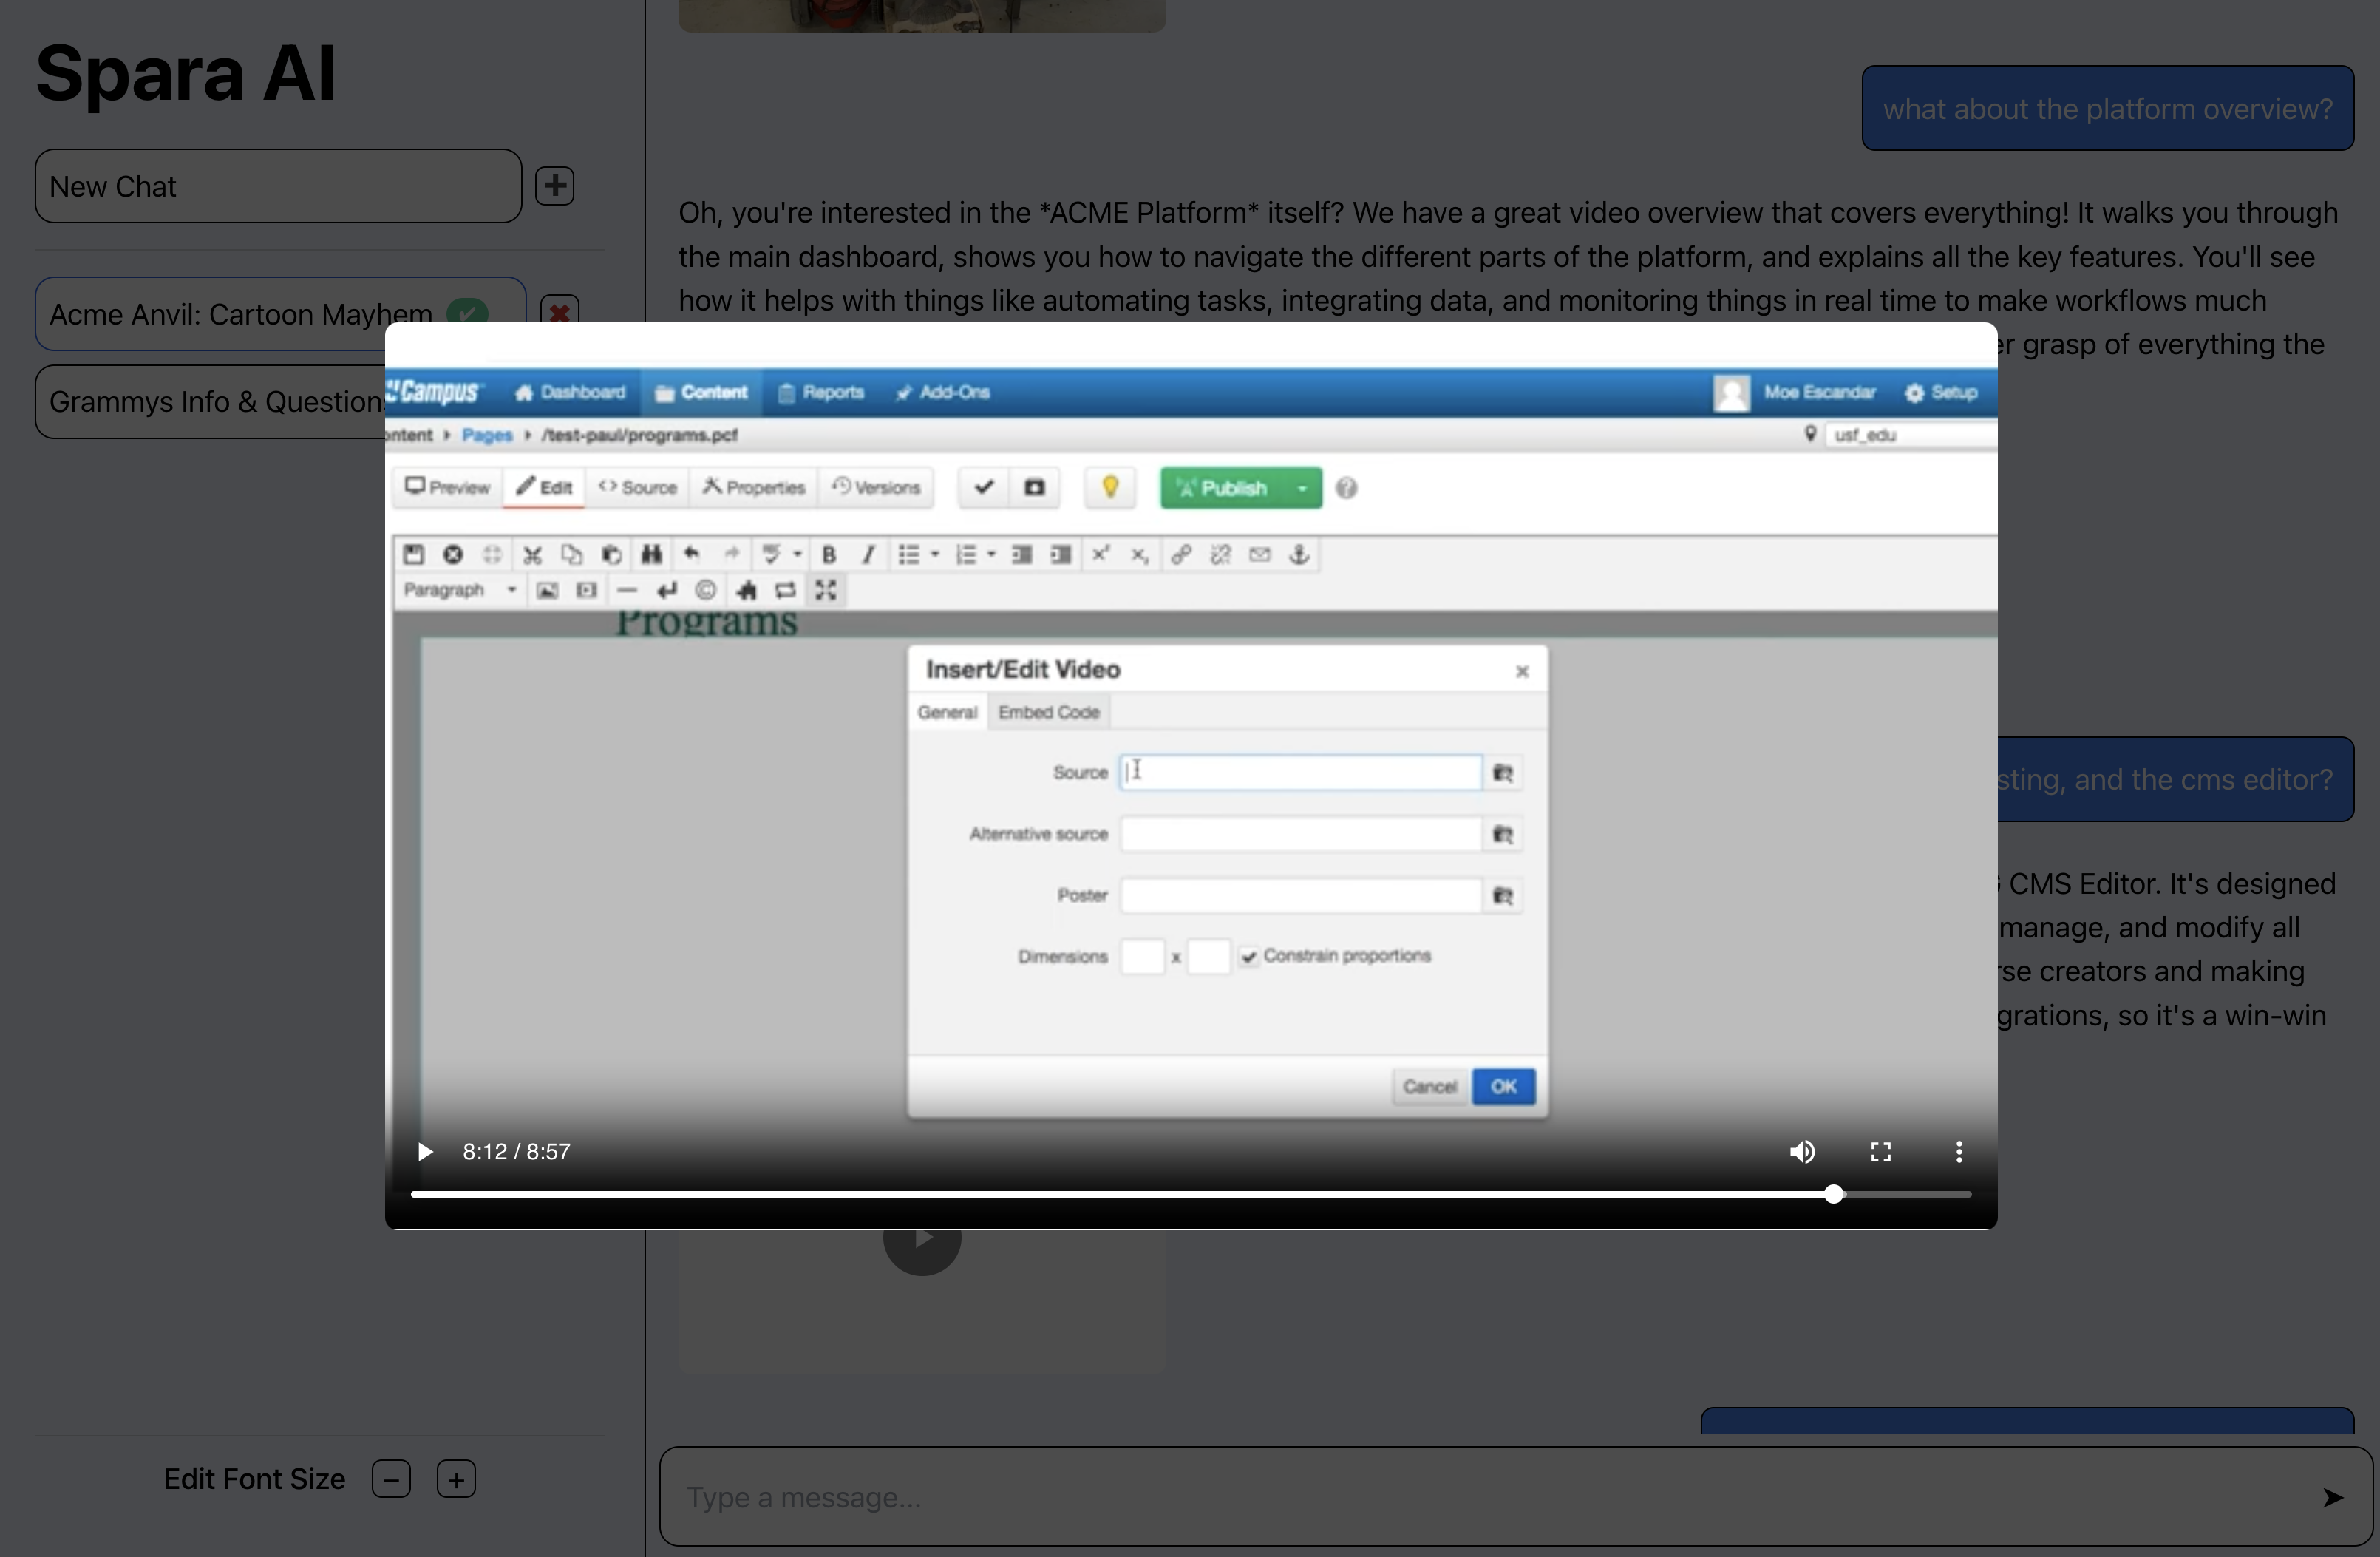 Spara AI
New Chat
Acme Anvil: Cartoon Mayhem
Grammys Info & Question
what about the platform overview?
Oh, you're interested in the *ACME Platform* itself? We have a great video overview that covers everything! It walks you through
the main dashboard, shows you how to navigate the different parts of the platform, and explains all the key features. You'll see
how it helps with things like automating tasks, integrating data, and monitoring things in real time to make workflows much
er grasp of everything the
Campus Dashboard Content Reports Add-Ons Moe Escandar Setup
ntent Pages /test-paul/programs.pcf usf_edu
Preview Edit <> Source Properties Versions Publish ?
B I
Paragraph
Programs
Insert/Edit Video
General Embed Code
Source
Alternative source
Poster
Dimensions x Constrain proportions
Cancel OK
8:12 / 8:57
sting, and the cms editor?
CMS Editor. It's designed
manage, and modify all
rse creators and making
grations, so it's a win-win
Edit Font Size - +
Type a message...